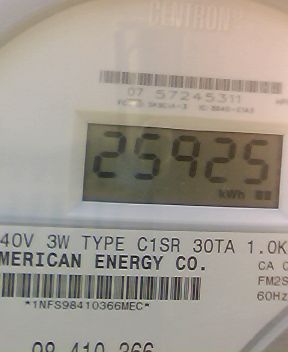 CENTRON
07 57245311
25925
kWh
40V 3W TYPE C1SR 30TA 1.0K
MERICAN ENERGY CO.
CA 0
FM2S
60Hz
*1NFS98410366MEC*
98 410 366